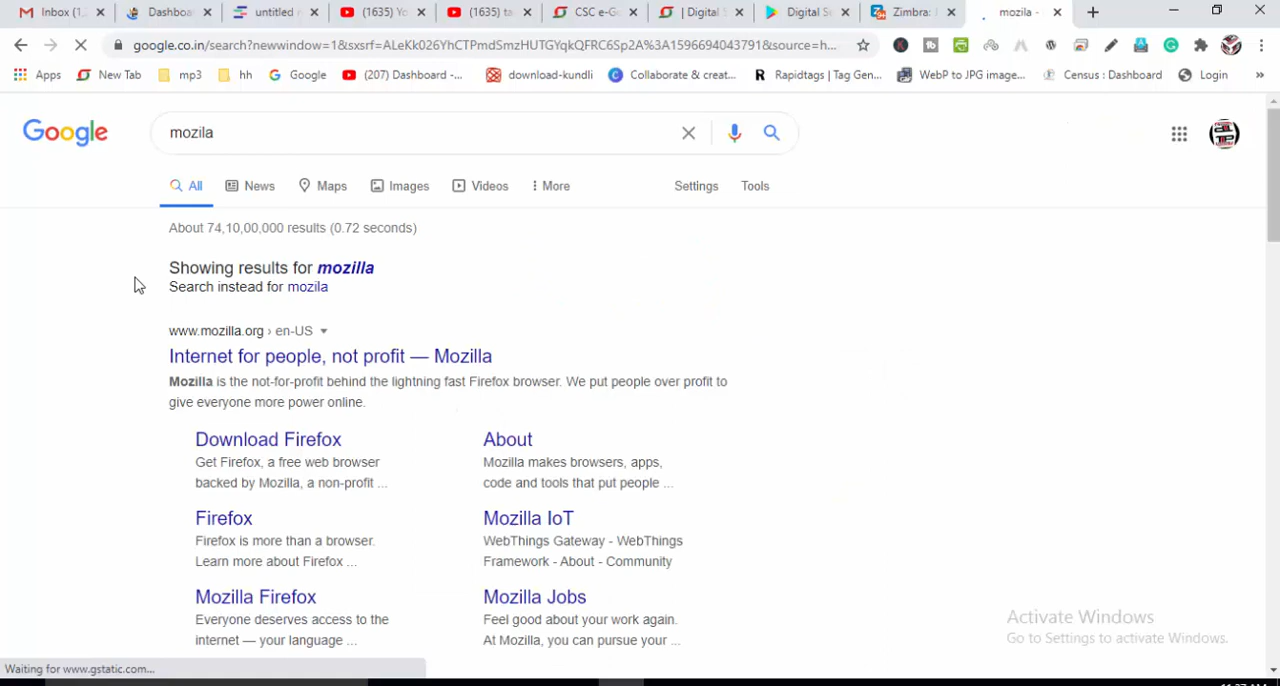 Inbox (1,
Dashboa
untitled
(1635) Yo
(1635) ta
CSC e-Go
| Digital S
Digital Se
Zimbra: I
mozila -
google.co.in/search?newwindow=1&sxsrf=ALeKk026YhCTPmdSmzHUTGYqkQFRC6Sp2A%3A1596694043791&source=h...
Apps
New Tab
mp3
hh
Google
(207) Dashboard -...
download-kundli
Collaborate & creat...
Rapidtags | Tag Gen...
WebP to JPG image...
Census : Dashboard
Login
»
Google
mozila
All
News
Maps
Images
Videos
More
Settings
Tools
About 74,10,00,000 results (0.72 seconds)
Showing results for mozilla
Search instead for mozila
www.mozilla.org › en-US
Internet for people, not profit — Mozilla
Mozilla is the not-for-profit behind the lightning fast Firefox browser. We put people over profit to
give everyone more power online.
Download Firefox
Get Firefox, a free web browser
backed by Mozilla, a non-profit ...
About
Mozilla makes browsers, apps,
code and tools that put people ...
Firefox
Firefox is more than a browser.
Learn more about Firefox ...
Mozilla IoT
WebThings Gateway - WebThings
Framework - About - Community
Mozilla Firefox
Everyone deserves access to the
internet — your language ...
Mozilla Jobs
Feel good about your work again.
At Mozilla, you can pursue your ...
Activate Windows
Go to Settings to activate Windows.
Waiting for www.gstatic.com...